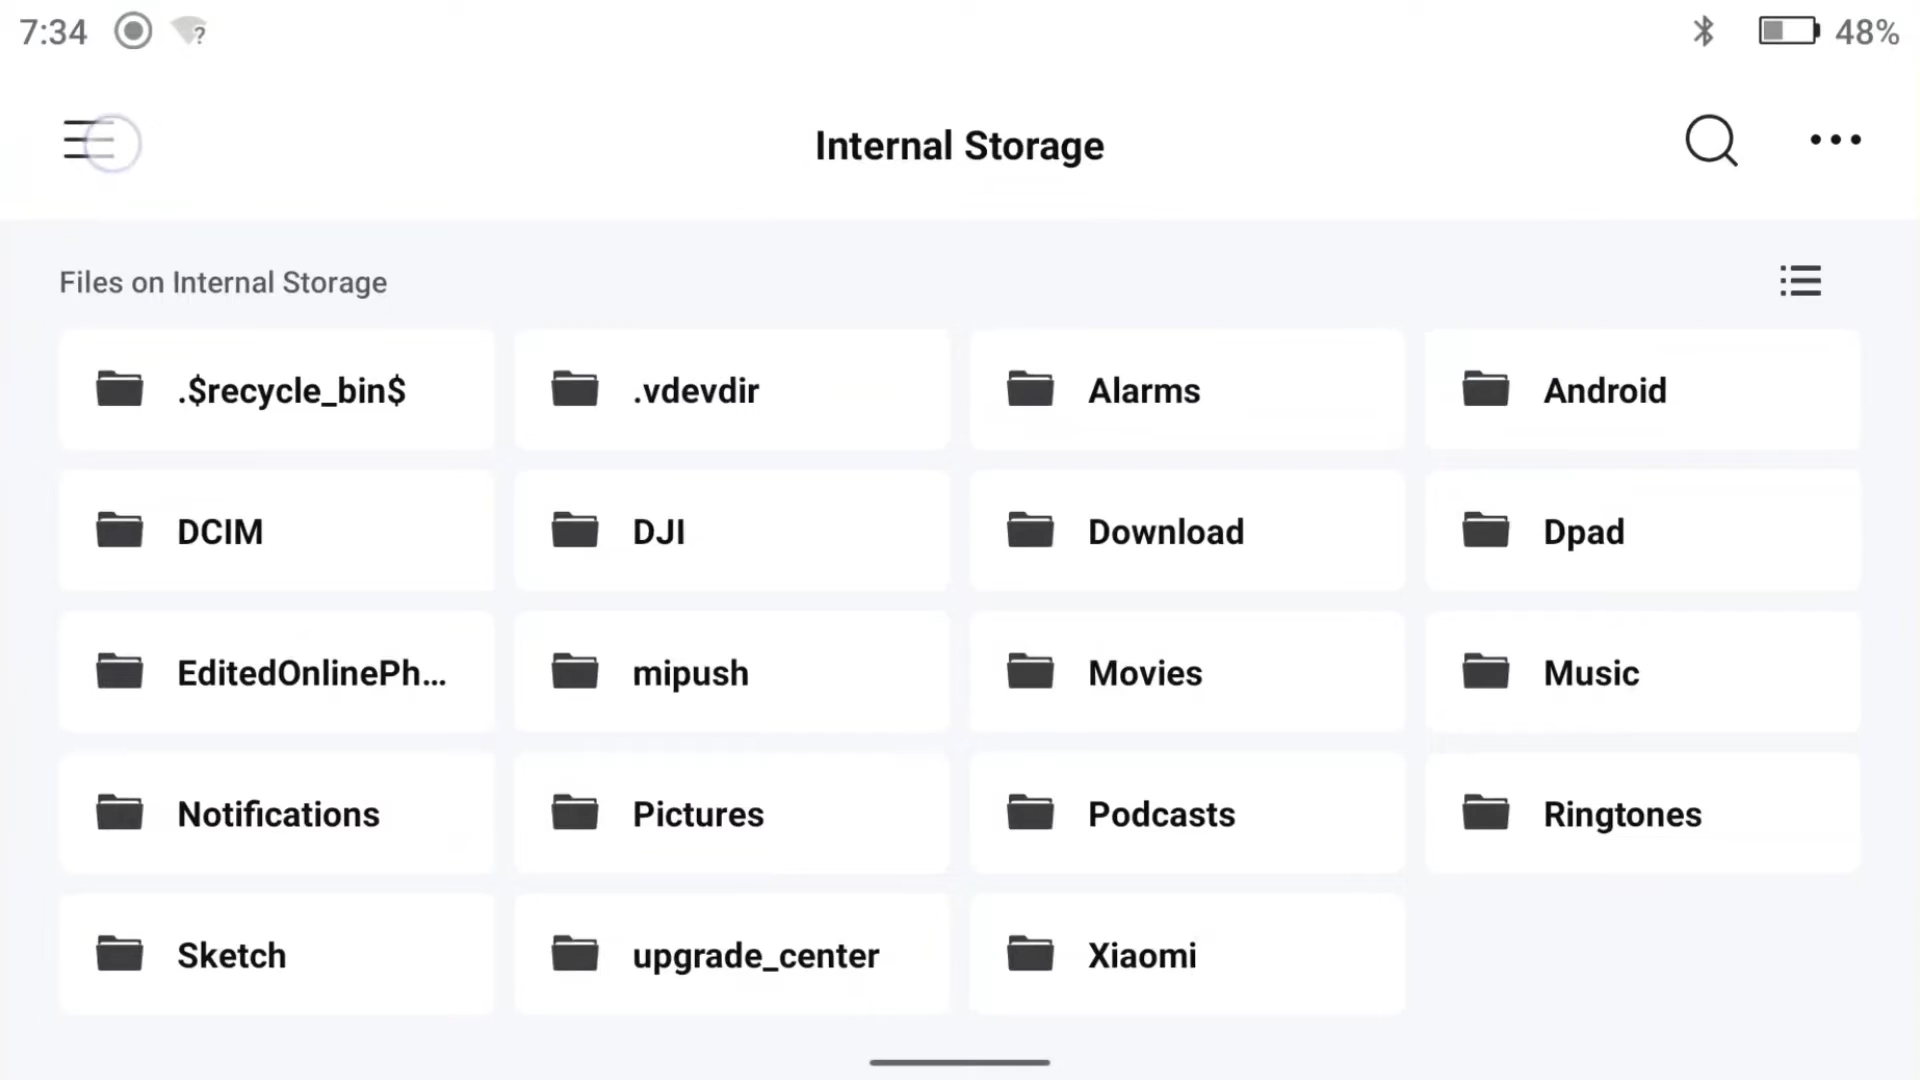 7:34 ? 48%
Internal Storage
Files on Internal Storage
.$recycle_bin$ .vdevdir Alarms Android
DCIM DJI Download Dpad
EditedOnlinePh... mipush Movies Music
Notifications Pictures Podcasts Ringtones
Sketch upgrade_center Xiaomi